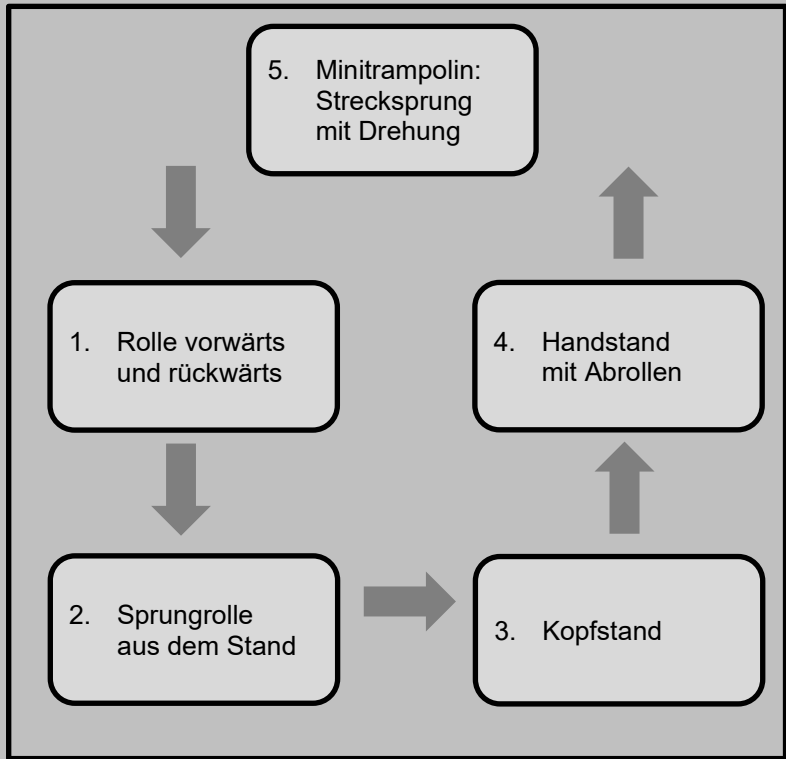 5. Minitrampolin:
Strecksprung
mit Drehung
1. Rolle vorwärts
und rückwärts
4. Handstand
mit Abrollen
2. Sprungrolle
aus dem Stand
3. Kopfstand